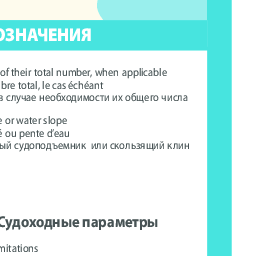 ОЗНАЧЕНИЯ
of their total number, when applicable
bre total, le cas échéant
в случае необходимости их общего числа
e or water slope
é ou pente d'eau
ый судоподъемник или скользящий клин
Судоходные параметры
mitations